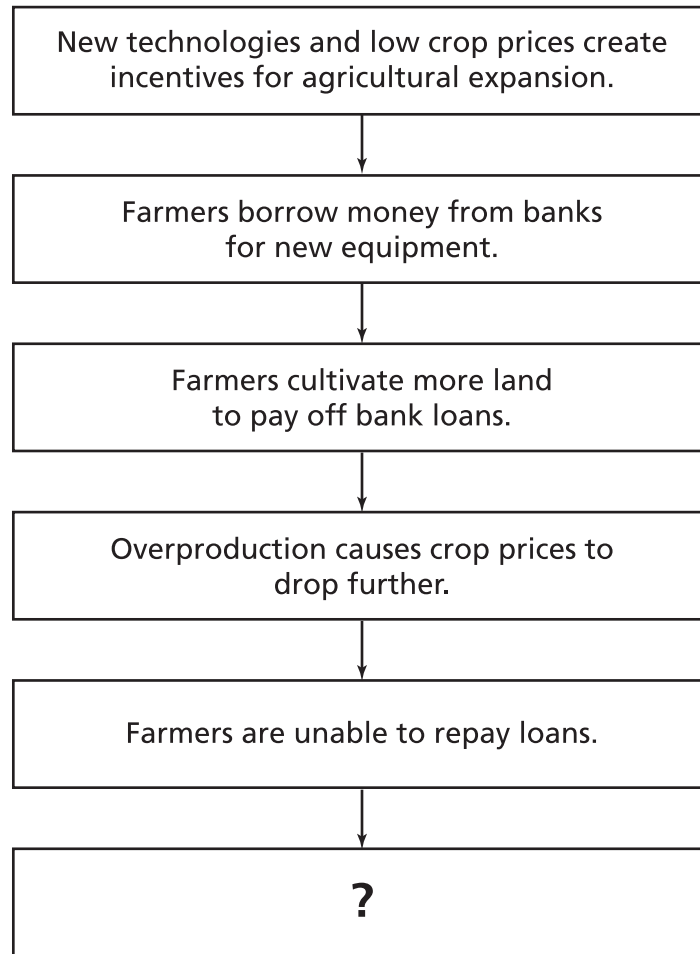 New technologies and low crop prices create
incentives for agricultural expansion.
Farmers borrow money from banks
for new equipment.
Farmers cultivate more land
to pay off bank loans.
Overproduction causes crop prices to
drop further.
Farmers are unable to repay loans.
?